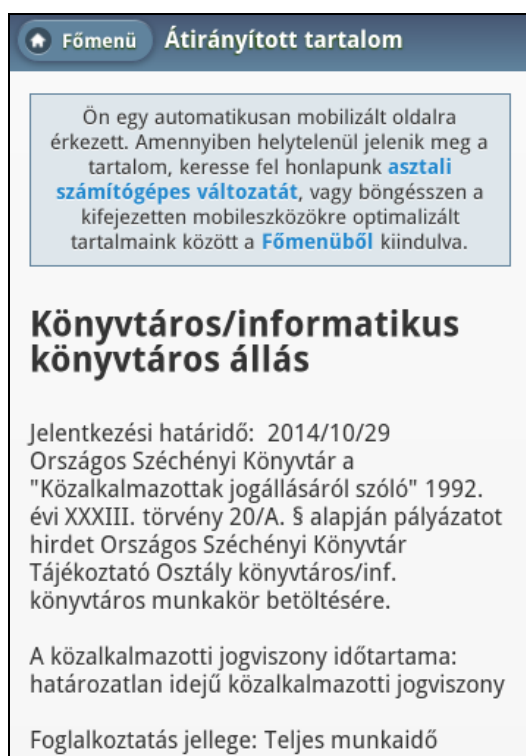 Főmenü Átirányított tartalom
Ön egy automatikusan mobilizált oldalra
érkezett. Amennyiben helytelenül jelenik meg a
tartalom, keresse fel honlapunk asztali
számítógépes változatát, vagy böngésszen a
kifejezetten mobileszközökre optimalizált
tartalmaink között a Főmenüből kiindulva.
Könyvtáros/informatikus
könyvtáros állás
Jelentkezési határidő: 2014/10/29
Országos Széchényi Könyvtár a
"Közalkalmazottak jogállásáról szóló" 1992.
évi XXXIII. törvény 20/A. § alapján pályázatot
hirdet Országos Széchényi Könyvtár
Tájékoztató Osztály könyvtáros/inf.
könyvtáros munkakör betöltésére.
A közalkalmazotti jogviszony időtartama:
határozatlan idejű közalkalmazotti jogviszony
Foglalkoztatás jellege: Teljes munkaidő